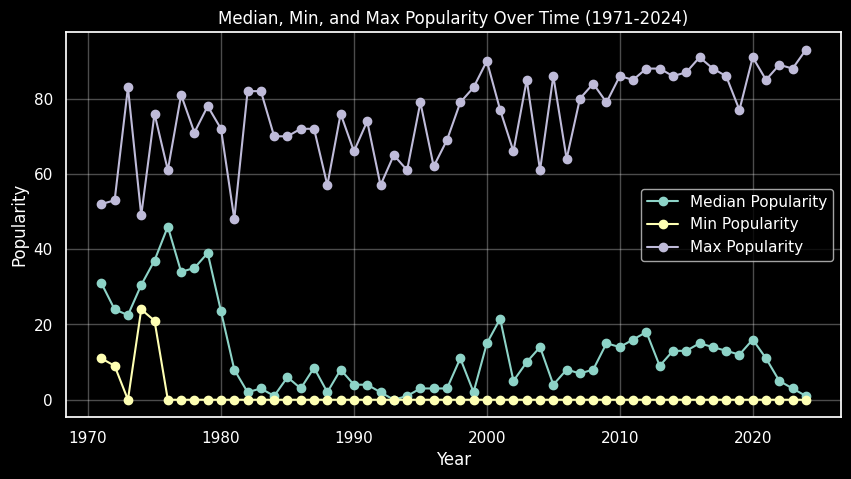 Median, Min, and Max Popularity Over Time (1971-2024)
Popularity
80
60
40
20
0
Median Popularity
Min Popularity
Max Popularity
1970 1980 1990 2000 2010 2020
Year